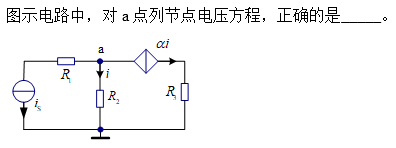 图示电路中，对 a 点列节点电压方程，正确的是_____。
a αi
R₁ i
R₂ R₃
iS